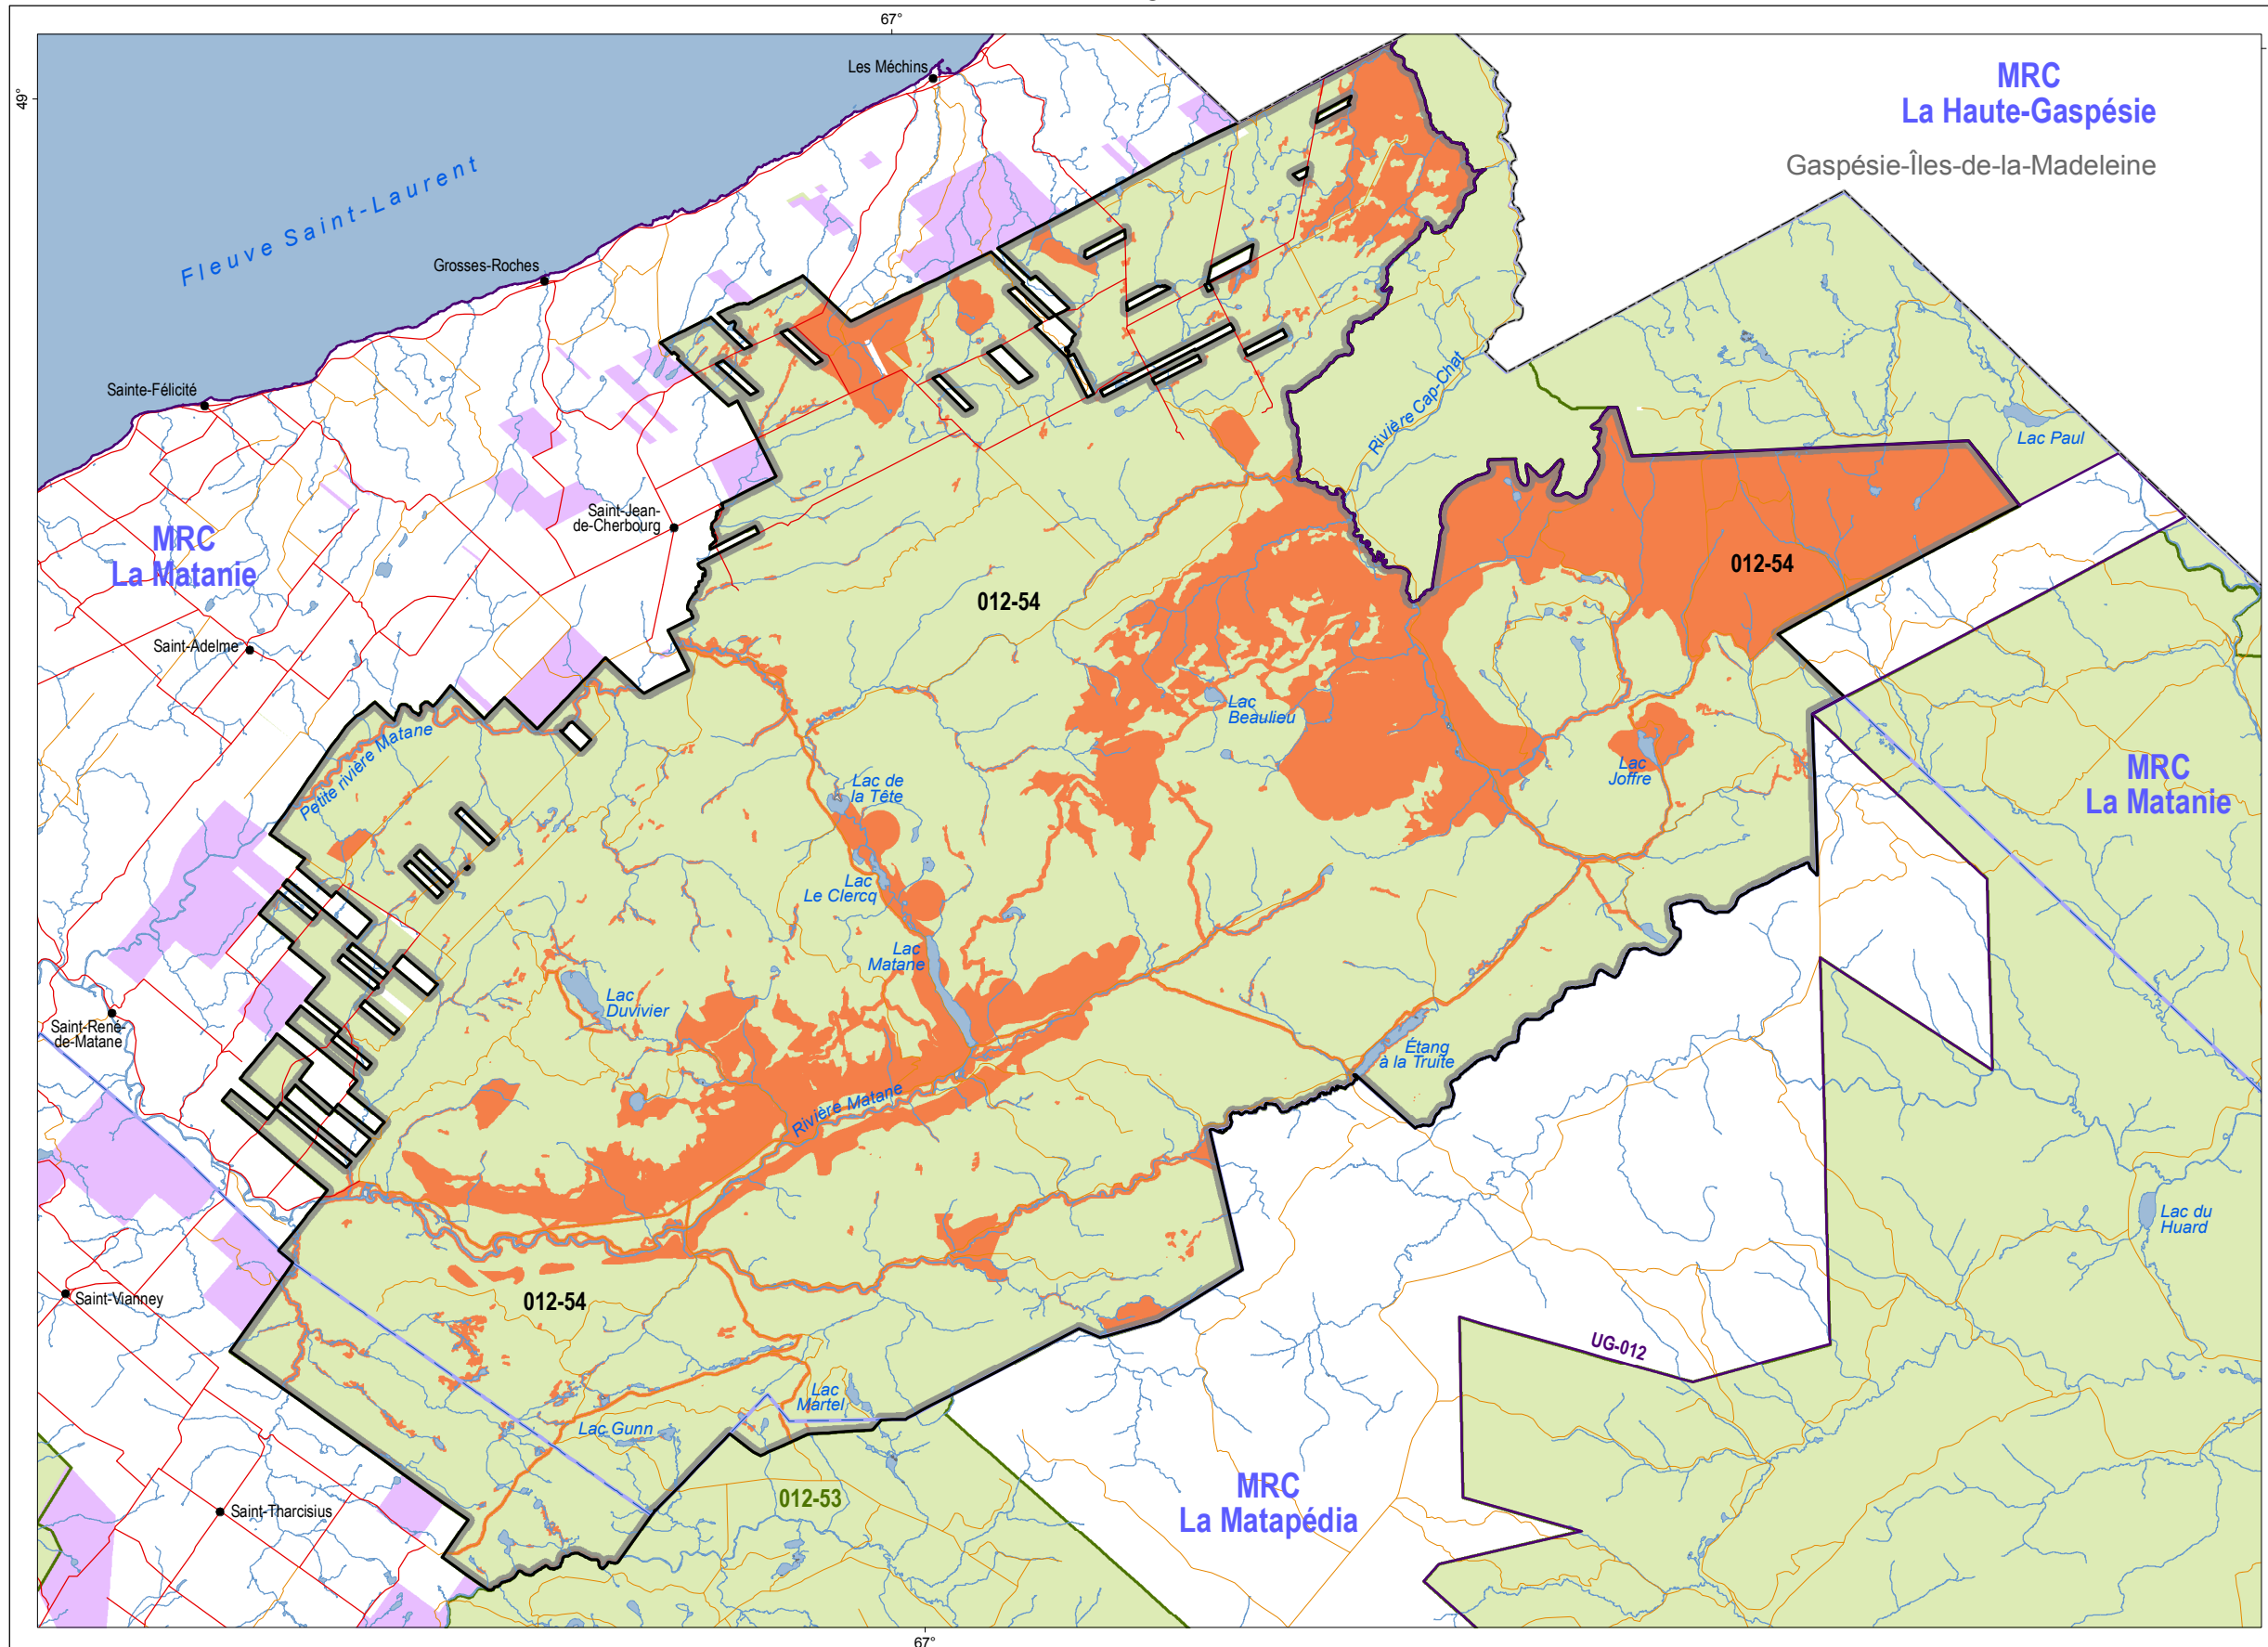 67°
49°
Les Méchins
MRC
La Haute-Gaspésie
Gaspésie-Îles-de-la-Madeleine
Fleuve Saint-Laurent
Grosses-Roches
Sainte-Félicité
Rivière Cap-Chat
Lac Paul
Saint-Jean-
de-Cherbourg
MRC
La Matanie
012-54
012-54
Saint-Adelme
Lac
Beaulieu
Petite rivière Matane
Lac
Joffre
MRC
La Matanie
Lac de
la Tête
Lac
Le Clercq
Lac
Matane
Lac
Duvivier
Saint-René-
de-Matane
Étang
à la Truite
Rivière Matane
Lac du
Huard
Saint-Vianney
012-54
UG-012
Lac
Martel
Lac Gunn
012-53
MRC
La Matapédia
Saint-Tharcisius
67°